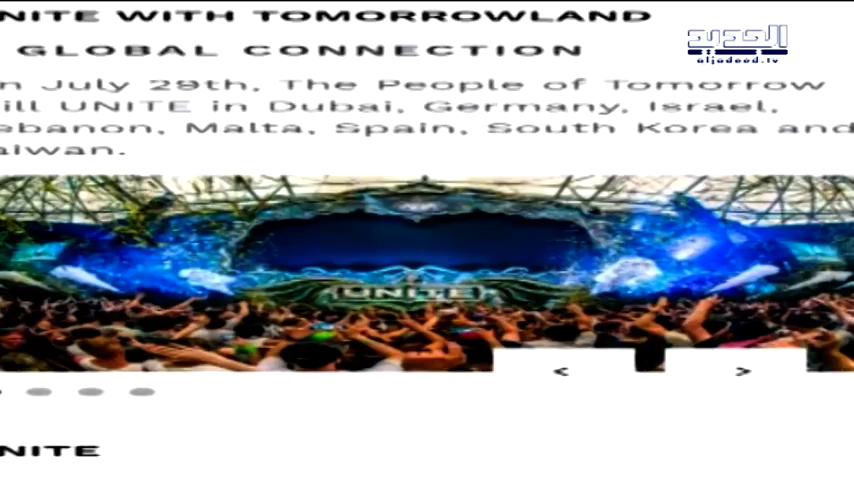 NITE WITH TOMORROWLAND
GLOBAL CONNECTION
الجديد
aljadeed.tv
n July 29th, The People of Tomorrow
ill UNITE in Dubai, Germany, Israel,
ebanon, Malta, Spain, South Korea and
aiwan.
UNITE
< >
NITE